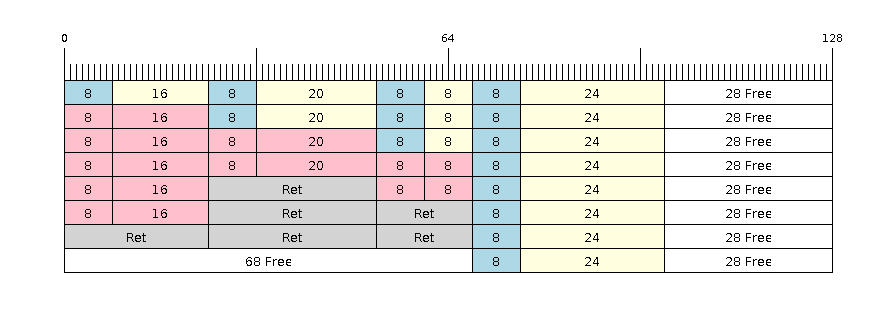 0 64 128
8 16 8 20 8 8 8 24 28 Free
8 16 8 20 8 8 8 24 28 Free
8 16 8 20 8 8 8 24 28 Free
8 16 8 20 8 8 8 24 28 Free
8 16 Ret 8 8 8 24 28 Free
8 16 Ret Ret 8 24 28 Free
Ret Ret Ret 8 24 28 Free
68 Free 8 24 28 Free